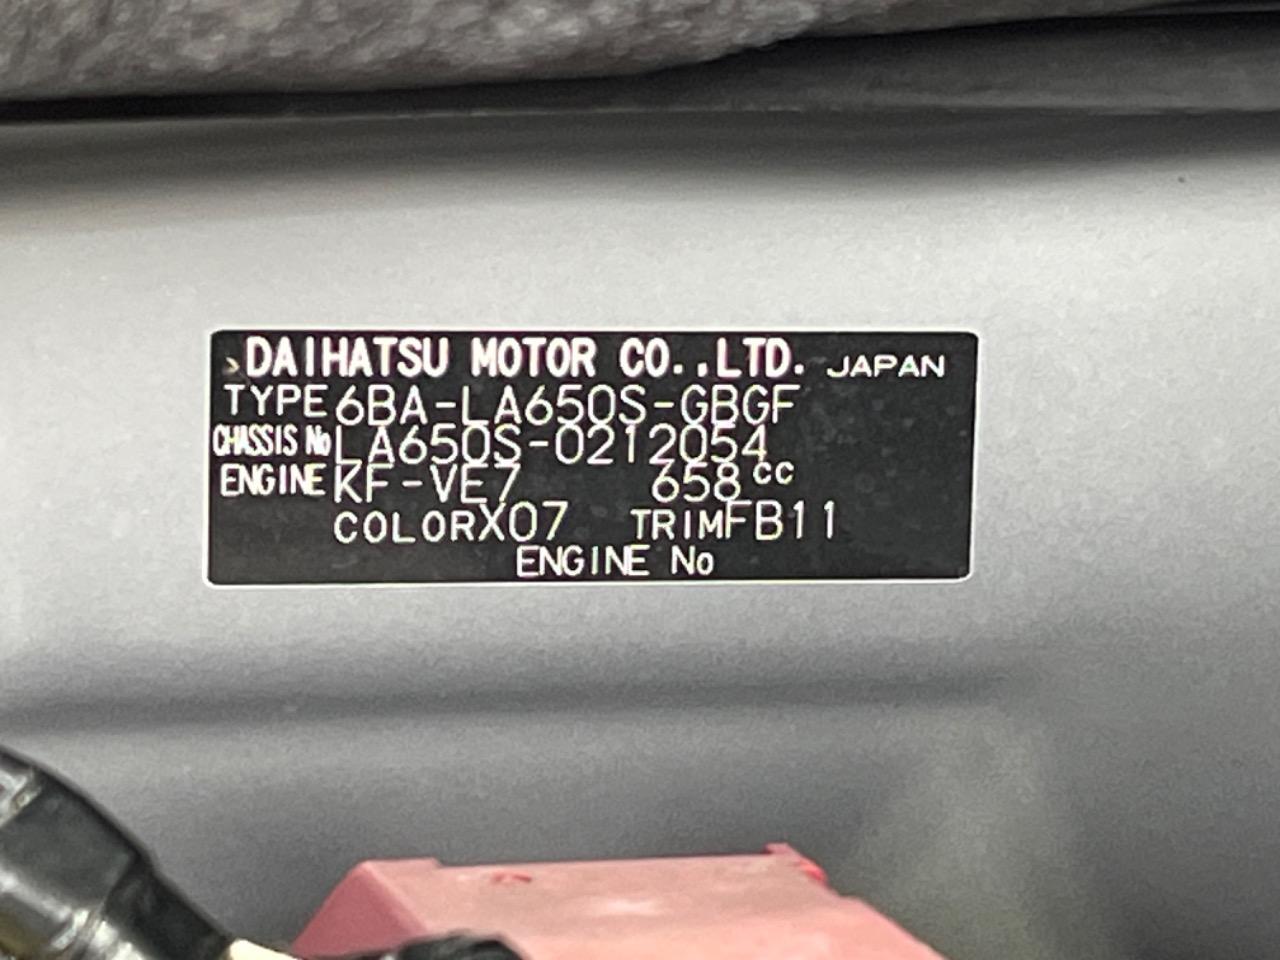 DAIHATSU MOTOR CO.,LTD. JAPAN
TYPE 6BA-LA650S-GBGF
CHASSIS No LA650S-0212054
ENGINE KF-VE7 658cc
COLOR X07 TRIM FB11
ENGINE No